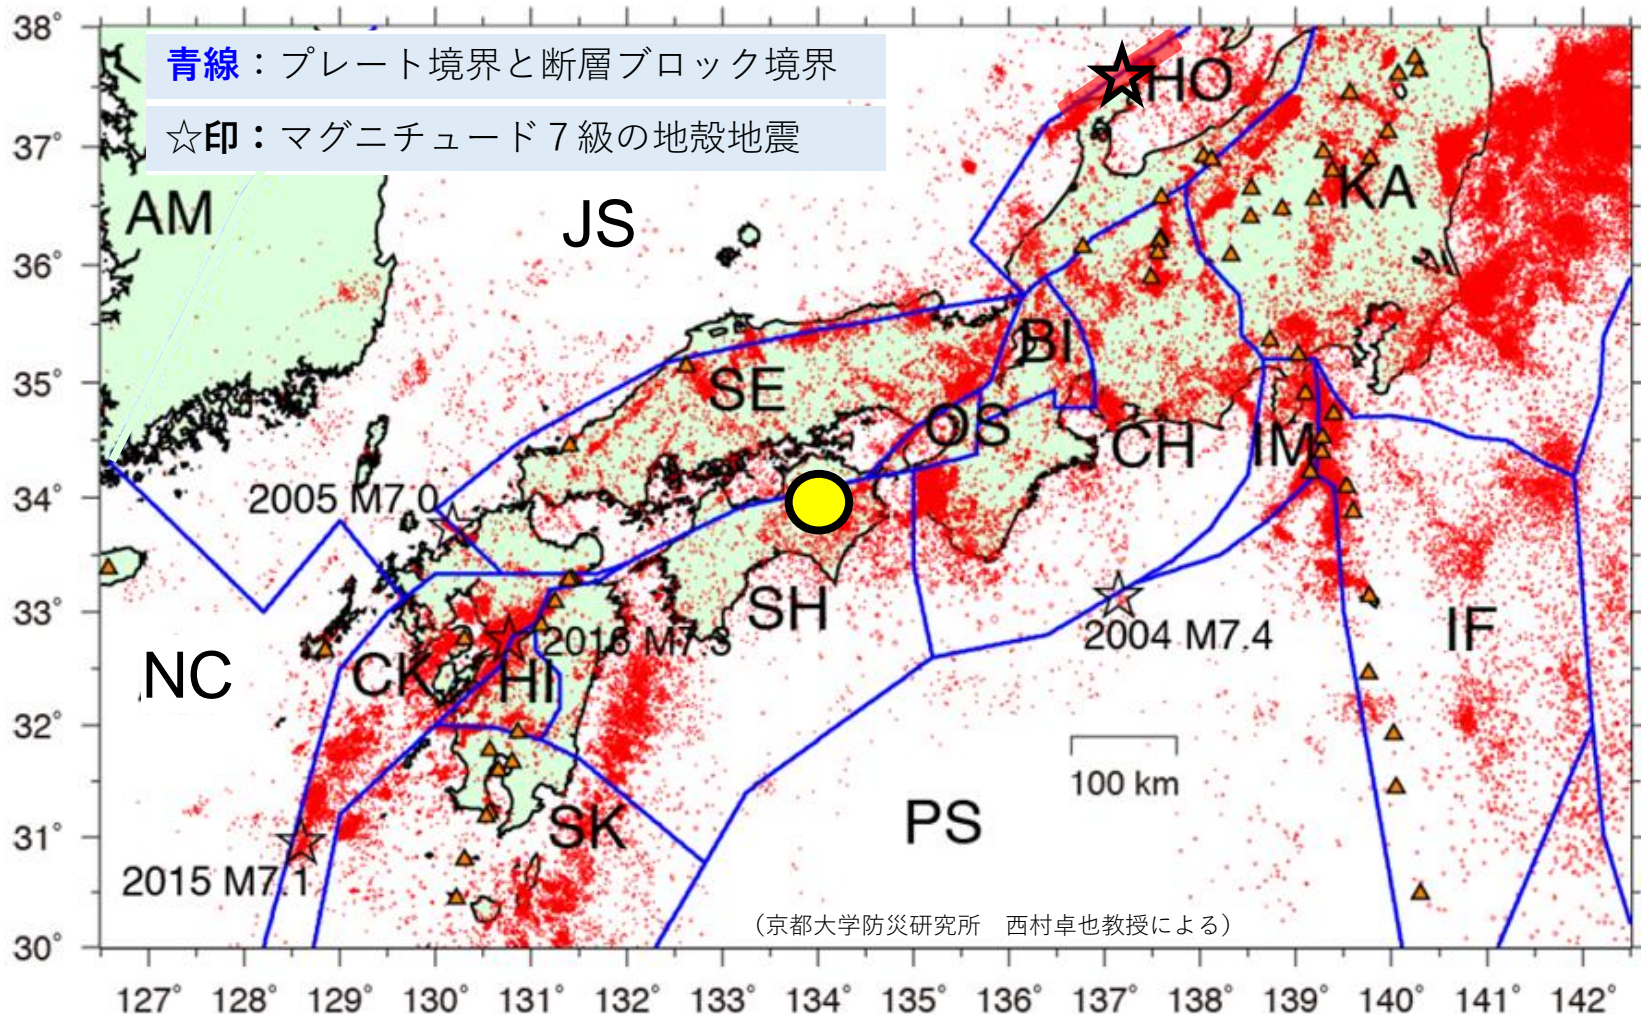 38°
37°
36°
35°
34°
33°
32°
31°
30°
青線：プレート境界と断層ブロック境界
☆印：マグニチュード７級の地殻地震
HO
AM
JS
KA
BI
SE
OS
CH
IM
2005 M7.0
SH
2016 M7.3
2004 M7.4
IF
NC
CK
HI
100 km
SK
PS
2015 M7.1
（京都大学防災研究所　西村卓也教授による）
127° 128° 129° 130° 131° 132° 133° 134° 135° 136° 137° 138° 139° 140° 141° 142°